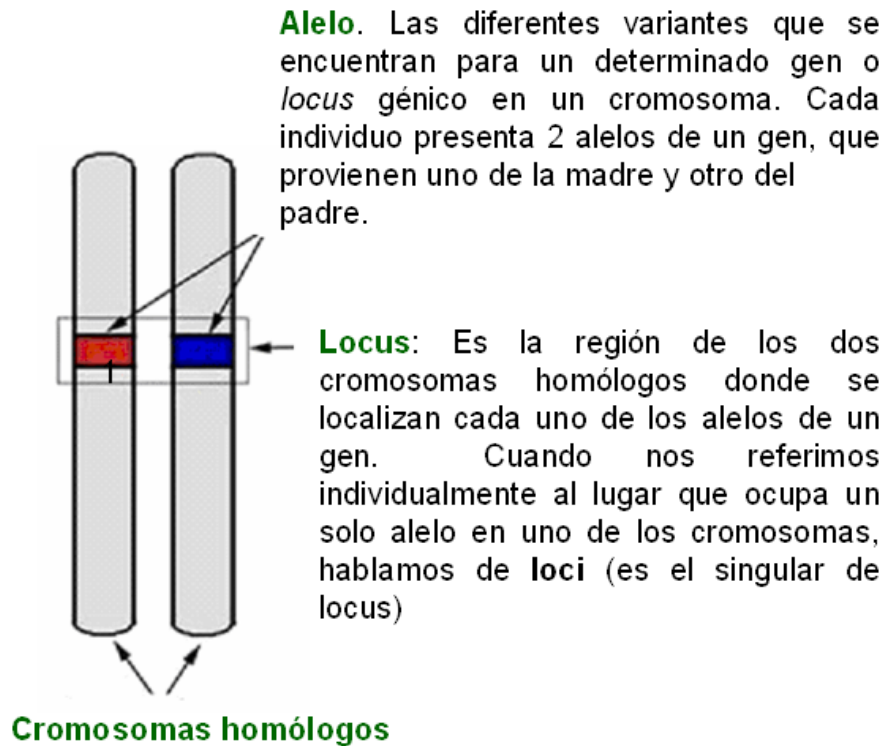 Alelo. Las diferentes variantes que se
encuentran para un determinado gen o
locus génico en un cromosoma. Cada
individuo presenta 2 alelos de un gen, que
provienen uno de la madre y otro del
padre.
Locus: Es la región de los dos
cromosomas homólogos donde se
localizan cada uno de los alelos de un
gen. Cuando nos referimos
individualmente al lugar que ocupa un
solo alelo en uno de los cromosomas,
hablamos de loci (es el singular de
locus)
Cromosomas homólogos